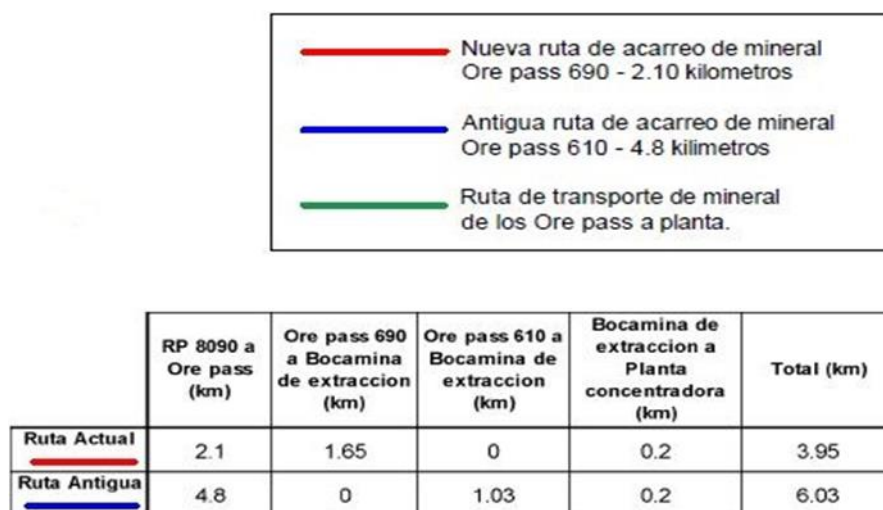 Nueva ruta de acarreo de mineral
Ore pass 690 - 2.10 kilometros
Antigua ruta de acarreo de mineral
Ore pass 610 - 4.8 kilimetros
Ruta de transporte de mineral
de los Ore pass a planta.
RP 8090 a
Ore pass
(km)
Ore pass 690
a Bocamina
de extraccion
(km)
Ore pass 610 a
Bocamina de
extraccion
(km)
Bocamina de
extraccion a
Planta
concentradora
(km)
Total (km)
Ruta Actual
2.1
1.65
0
0.2
3.95
Ruta Antigua
4.8
0
1.03
0.2
6.03